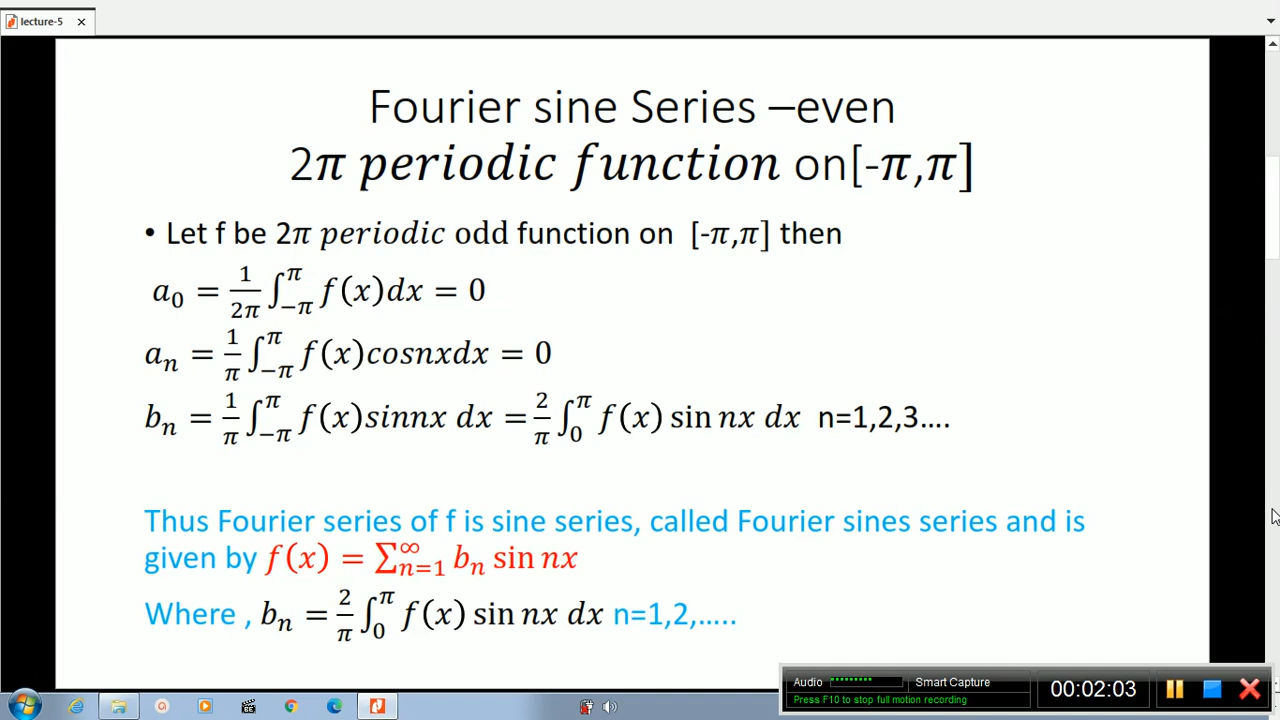 lecture-5
Fourier sine Series –even
2π periodic function on[-π,π]
• Let f be 2π periodic odd function on [-π,π] then
a₀ = 1/2π ∫₋π^π f(x)dx = 0
aₙ = 1/π ∫₋π^π f(x)cosnxdx = 0
bₙ = 1/π ∫₋π^π f(x)sinnx dx = 2/π ∫₀^π f(x) sin nx dx n=1,2,3….
Thus Fourier series of f is sine series, called Fourier sines series and is
given by f(x) = ∑ₙ₌₁^∞ bₙ sin nx
Where , bₙ = 2/π ∫₀^π f(x) sin nx dx n=1,2,…..
Audio Smart Capture 00:02:03
Press F10 to stop full motion recording